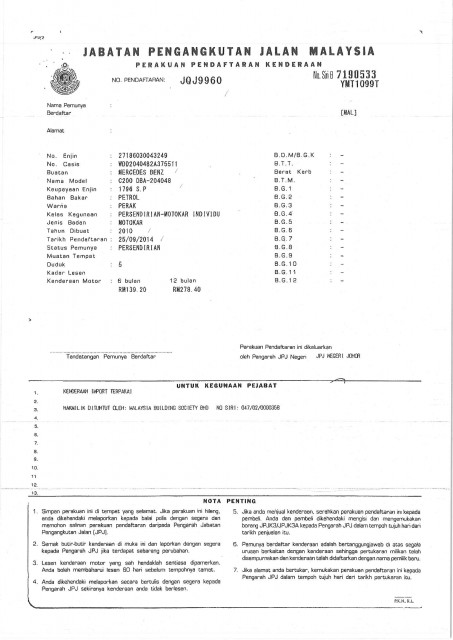 JABATAN PENGANGKUTAN JALAN MALAYSIA
PERAKUAN PENDAFTARAN KENDERAAN
NO. PENDAFTARAN: JQJ9960
No. Siri B 7190533
YMT1099T
Nama Pemunya :
Berdaftar [MAL]
Alamat :
No. Enjin : 27186030043249 B.D.M/B.G.K : -
No. Casis : WDD2040482A375511 B.T.T. : -
Buatan : MERCEDES BENZ Berat Kerb : -
Nama Model : C200 DBA-204048 B.T.M. : -
Keupayaan Enjin : 1796 S.P B.G.1 : -
Bahan Bakar : PETROL B.G.2 : -
Warna : PERAK B.G.3 : -
Kelas Kegunaan : PERSENDIRIAN-MOTOKAR INDIVIDU B.G.4 : -
Jenis Badan : MOTOKAR B.G.5 : -
Tahun Dibuat : 2010 B.G.6 : -
Tarikh Pendaftaran : 25/09/2014 B.G.7 : -
Status Pemunya : PERSENDIRIAN B.G.8 : -
Muatan Tempat B.G.9 : -
Duduk : 5 B.G.10 : -
Kadar Lesen B.G.11 : -
Kenderaan Motor : 6 bulan 12 bulan B.G.12 : -
RM139.20 RM278.40
Perakuan Pendaftaran ini dikeluarkan
Tandatangan Pemunya Berdaftar oleh Pengarah JPJ Negeri JPJ NEGERI JOHOR
UNTUK KEGUNAAN PEJABAT
1. KENDERAAN IMPORT TERPAKAI
2.
3. HAKMILIK DITUNTUT OLEH: MALAYSIA BUILDING SOCIETY BHD NO SIRI: 047/02/0000358
4.
5.
6.
7.
8.
9.
10.
11.
12.
13.
NOTA PENTING
1. Simpan perakuan ini di tempat yang selamat. Jika perakuan ini hilang,
anda dikehendaki melaporkan kepada balai polis dengan segera dan
memohon salinan perakuan pendaftaran daripada Pengarah Jabatan
Pengangkutan Jalan (JPJ).
2. Semak butir-butir kenderaan di muka ini dan laporkan dengan segera
kepada Pengarah JPJ jika terdapat sebarang perubahan.
3. Lesen kenderaan motor yang sah hendaklah sentiasa dipamerkan.
Anda boleh membaharui lesen 60 hari sebelum tempohnya tamat.
4. Anda dikehendaki melaporkan secara bertulis dengan segera kepada
Pengarah JPJ sekiranya kenderaan anda tidak berlesen.
5. Jika anda menjual kenderaan, serahkan perakuan pendaftaran ini kepada
pembeli. Anda dan pembeli dikehendaki mengisi dan mengemukakan
borang JPJK3/JPJK3A kepada Pengarah JPJ dalam tempoh tujuh hari dari
tarikh penjualan itu.
6. Pemunya berdaftar kenderaan adalah bertanggungjawab di atas segala
urusan berkaitan dengan kenderaan sehingga pertukaran milikan telah
disempurnakan dan kenderaan telah didaftarkan dengan nama pemilik baru.
7. Jika alamat anda bertukar, kemukakan perakuan pendaftaran ini kepada
Pengarah JPJ dalam tempoh tujuh hari dari tarikh pertukaran itu.